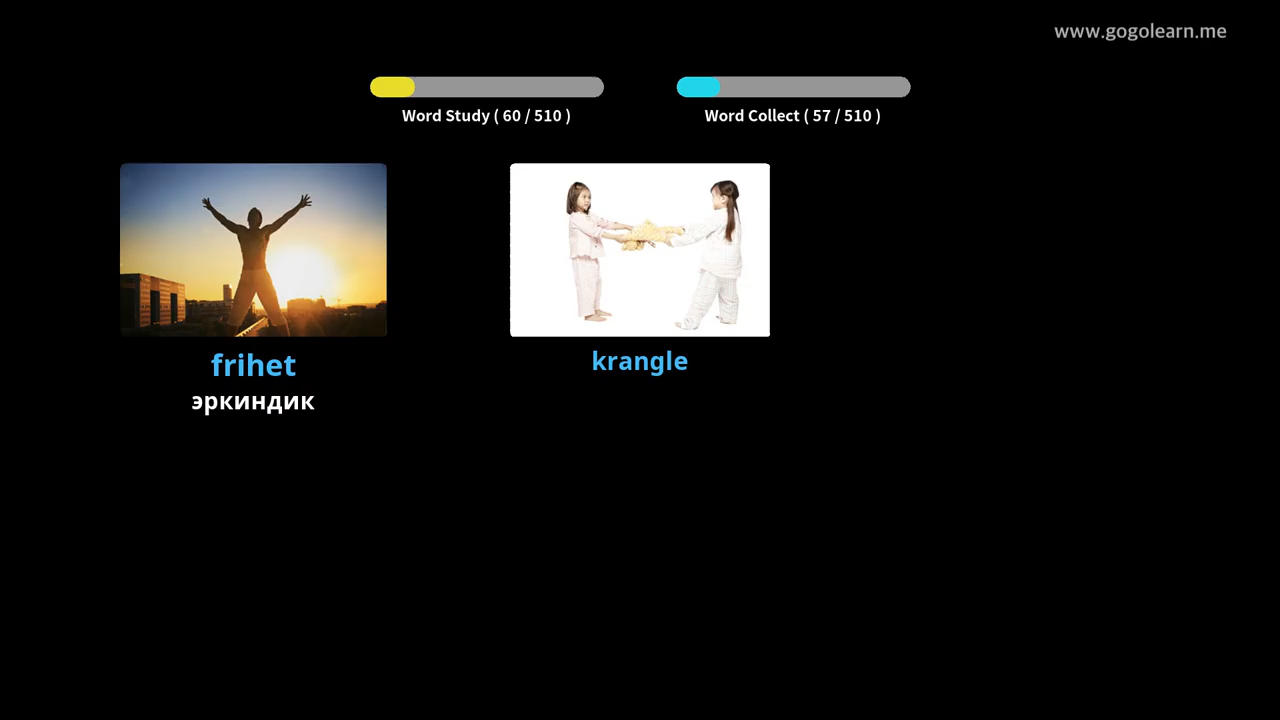 www.gogolearn.me
Word Study ( 60 / 510 )
Word Collect ( 57 / 510 )
frihet
эркиндик
krangle